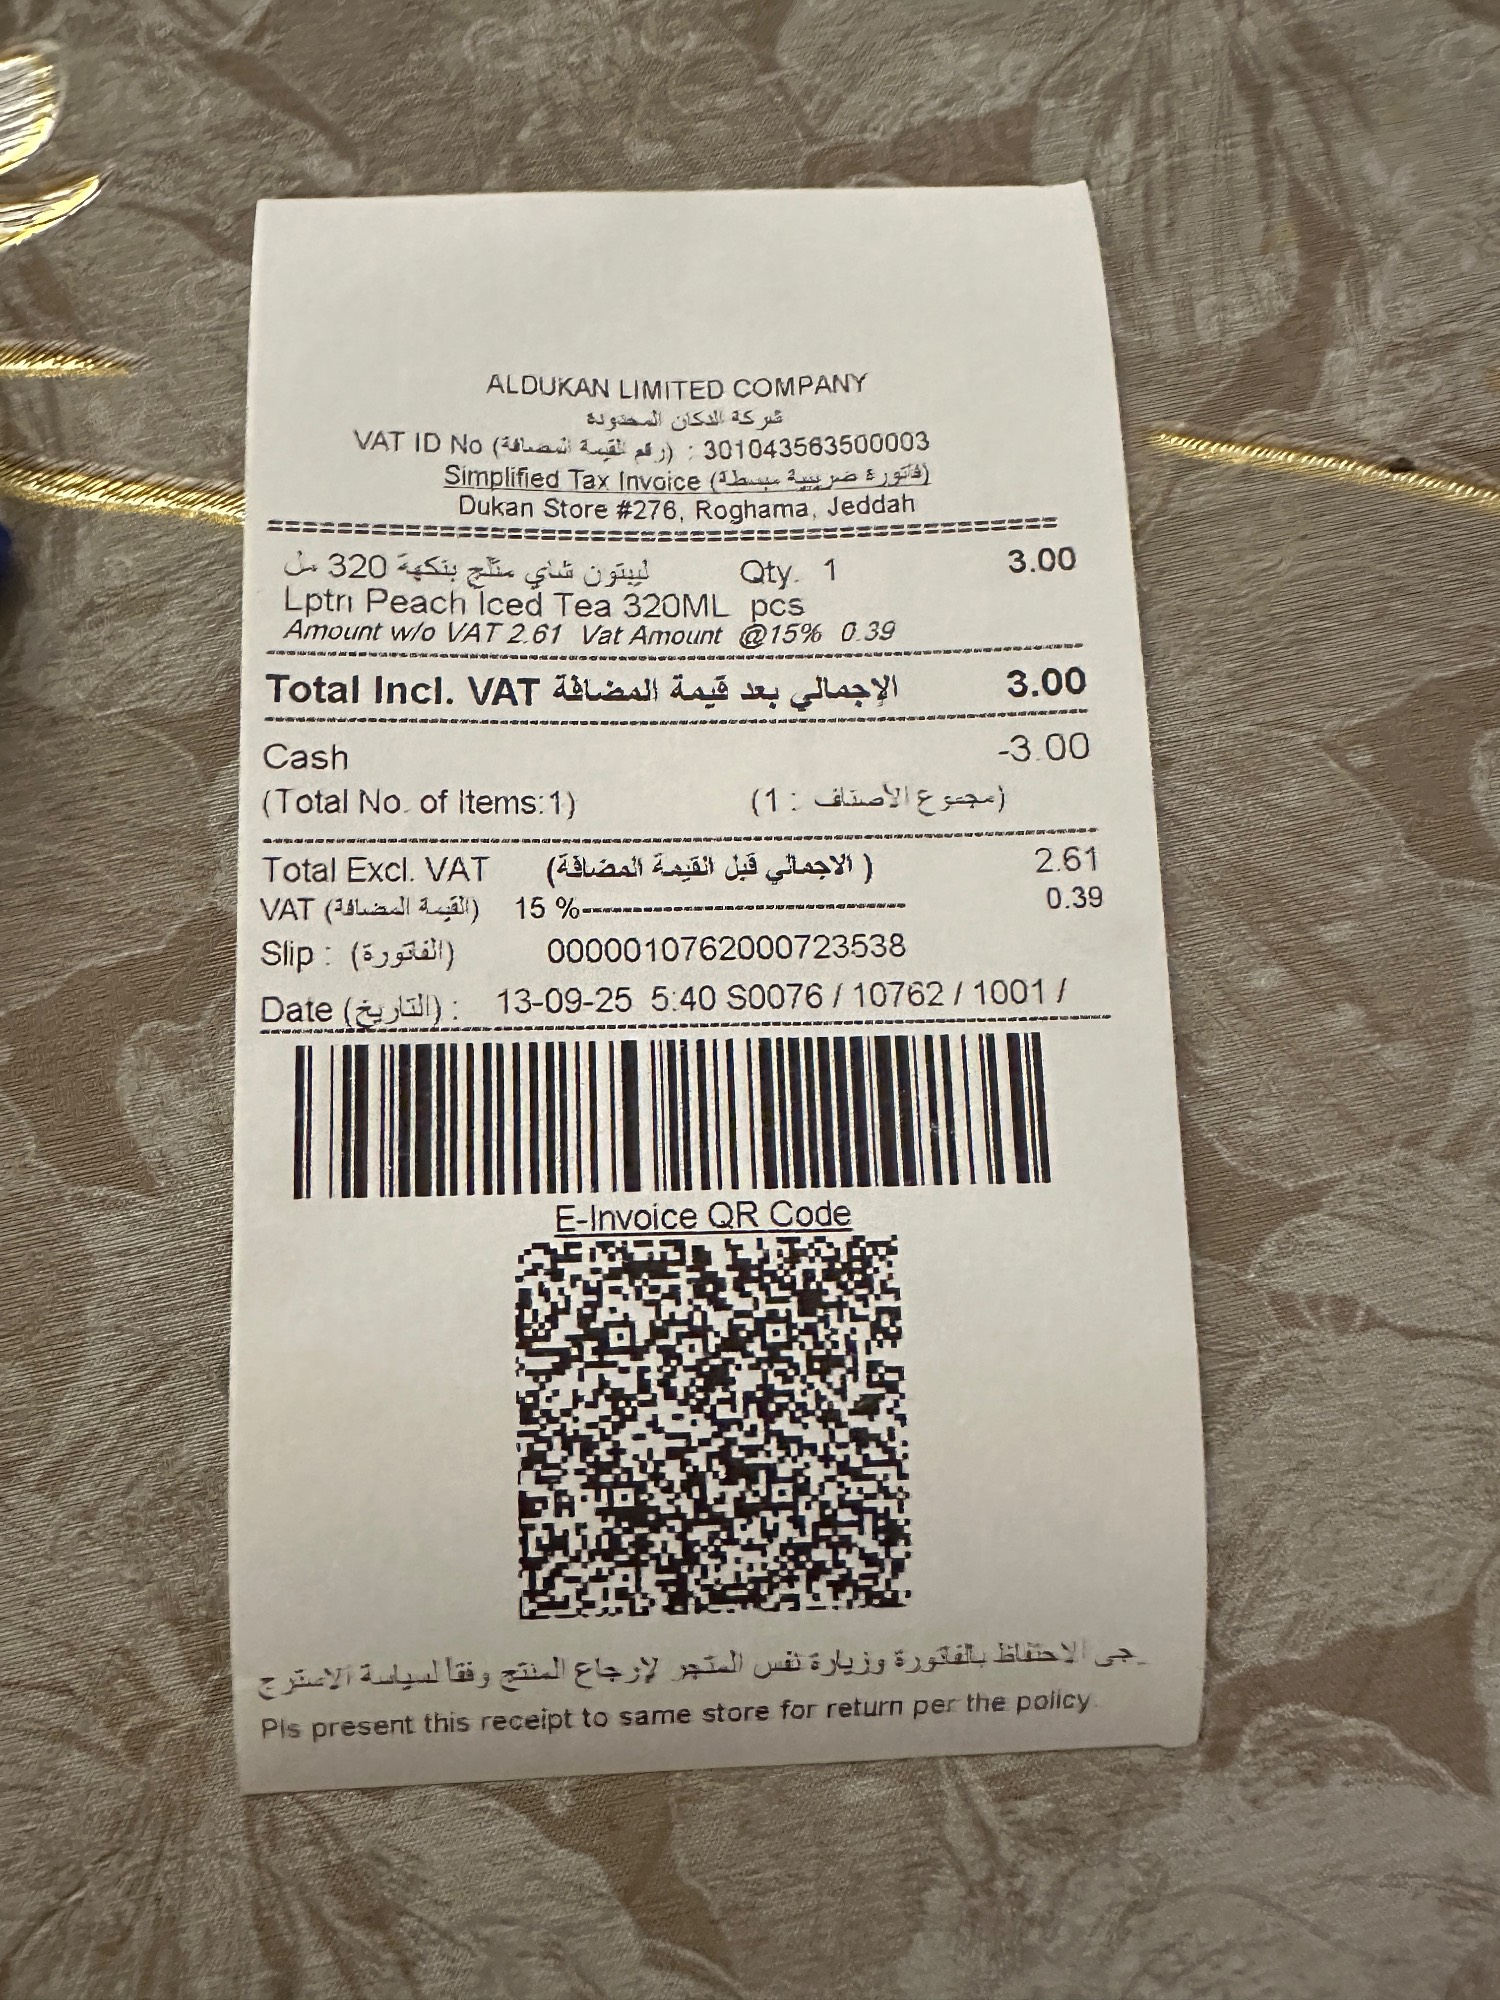 ALDUKAN LIMITED COMPANY
شركة الدكان المحدودة
VAT ID No (رقم القيمة المضافة) : 301043563500003
Simplified Tax Invoice (فاتورة ضريبية مبسطة)
Dukan Store #276, Roghama, Jeddah
ليبتون شاي مثلج بنكهة 320 مل Qty. 1 3.00
Lptn Peach Iced Tea 320ML pcs
Amount w/o VAT 2.61 Vat Amount @15% 0.39
Total Incl. VAT الإجمالي بعد قيمة المضافة 3.00
Cash -3.00
(Total No. of Items:1) (مجموع الأصناف : 1)
Total Excl. VAT (الاجمالي قبل القيمة المضافة ) 2.61
VAT (القيمة المضافة) 15 %------------------------------ 0.39
Slip : (الفاتورة) 0000010762000723538
Date (التاريخ) : 13-09-25 5:40 S0076 / 10762 / 1001 /
E-Invoice QR Code
جى الاحتفاظ بالفاتورة وزيارة نفس المتجر لإرجاع المنتج وفقا لسياسة الاسترج
Pls present this receipt to same store for return per the policy.